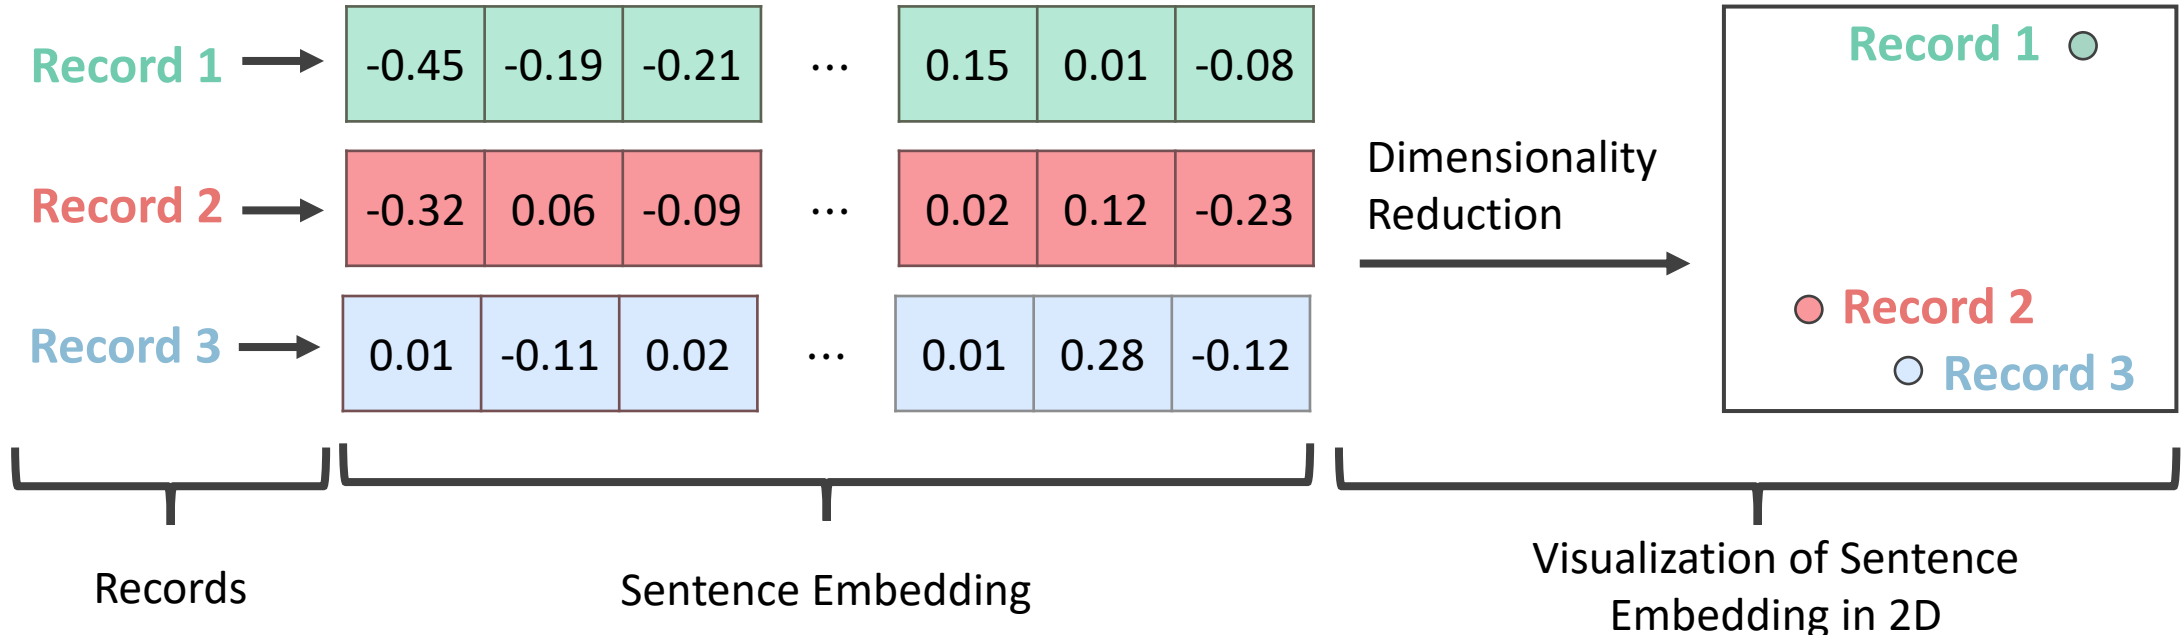 Record 1
-0.45 -0.19 -0.21 ... 0.15 0.01 -0.08
Record 2
-0.32 0.06 -0.09 ... 0.02 0.12 -0.23
Record 3
0.01 -0.11 0.02 ... 0.01 0.28 -0.12
Dimensionality
Reduction
Record 1
Record 2
Record 3
Records
Sentence Embedding
Visualization of Sentence
Embedding in 2D